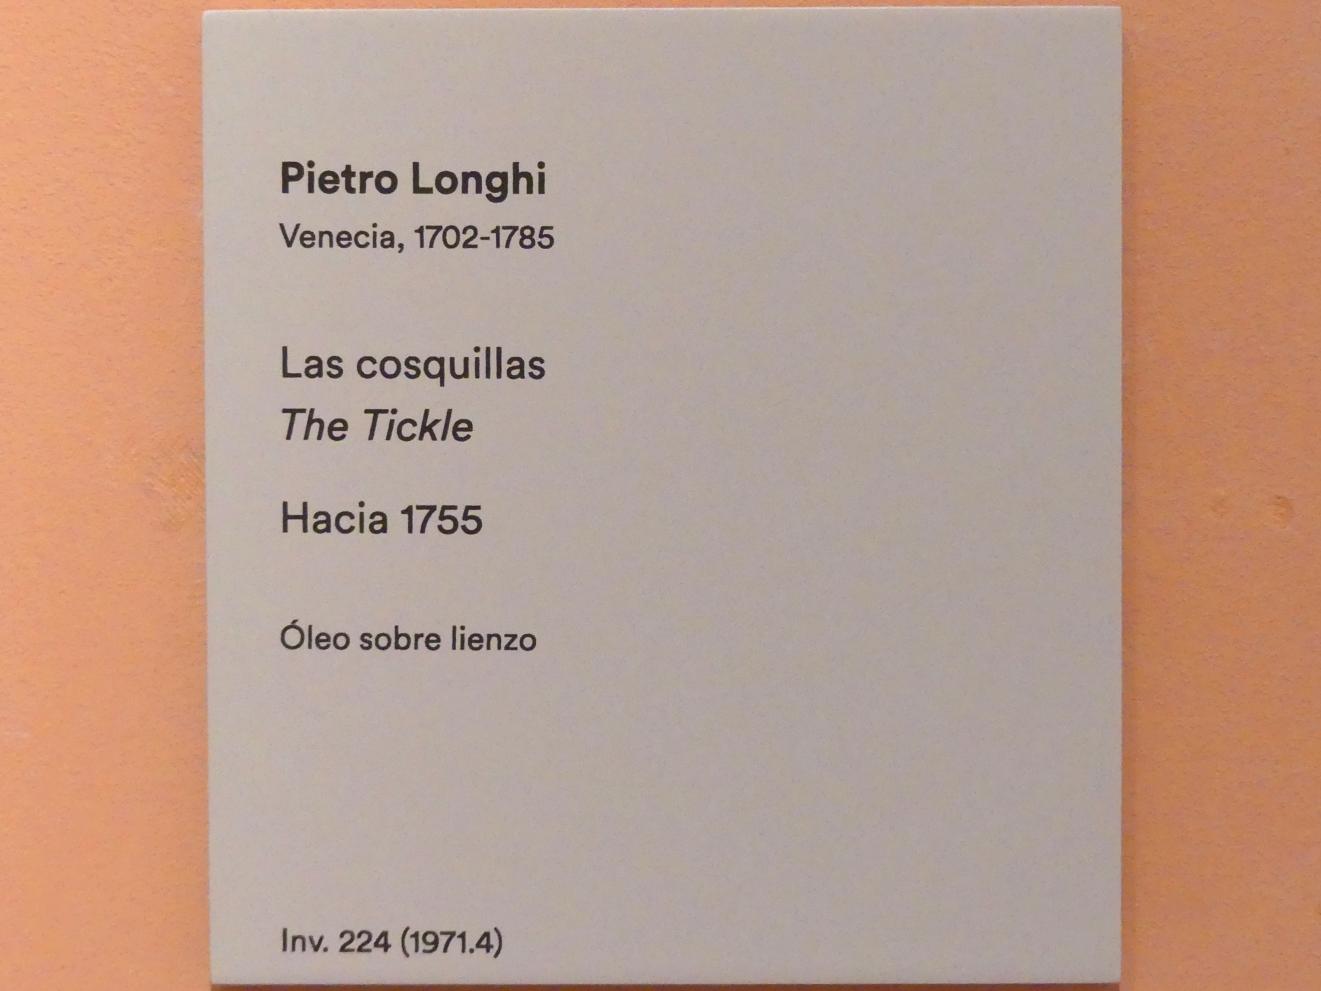 Pietro Longhi
Venecia, 1702-1785
Las cosquillas
The Tickle
Hacia 1755
Óleo sobre lienzo
Inv. 224 (1971.4)